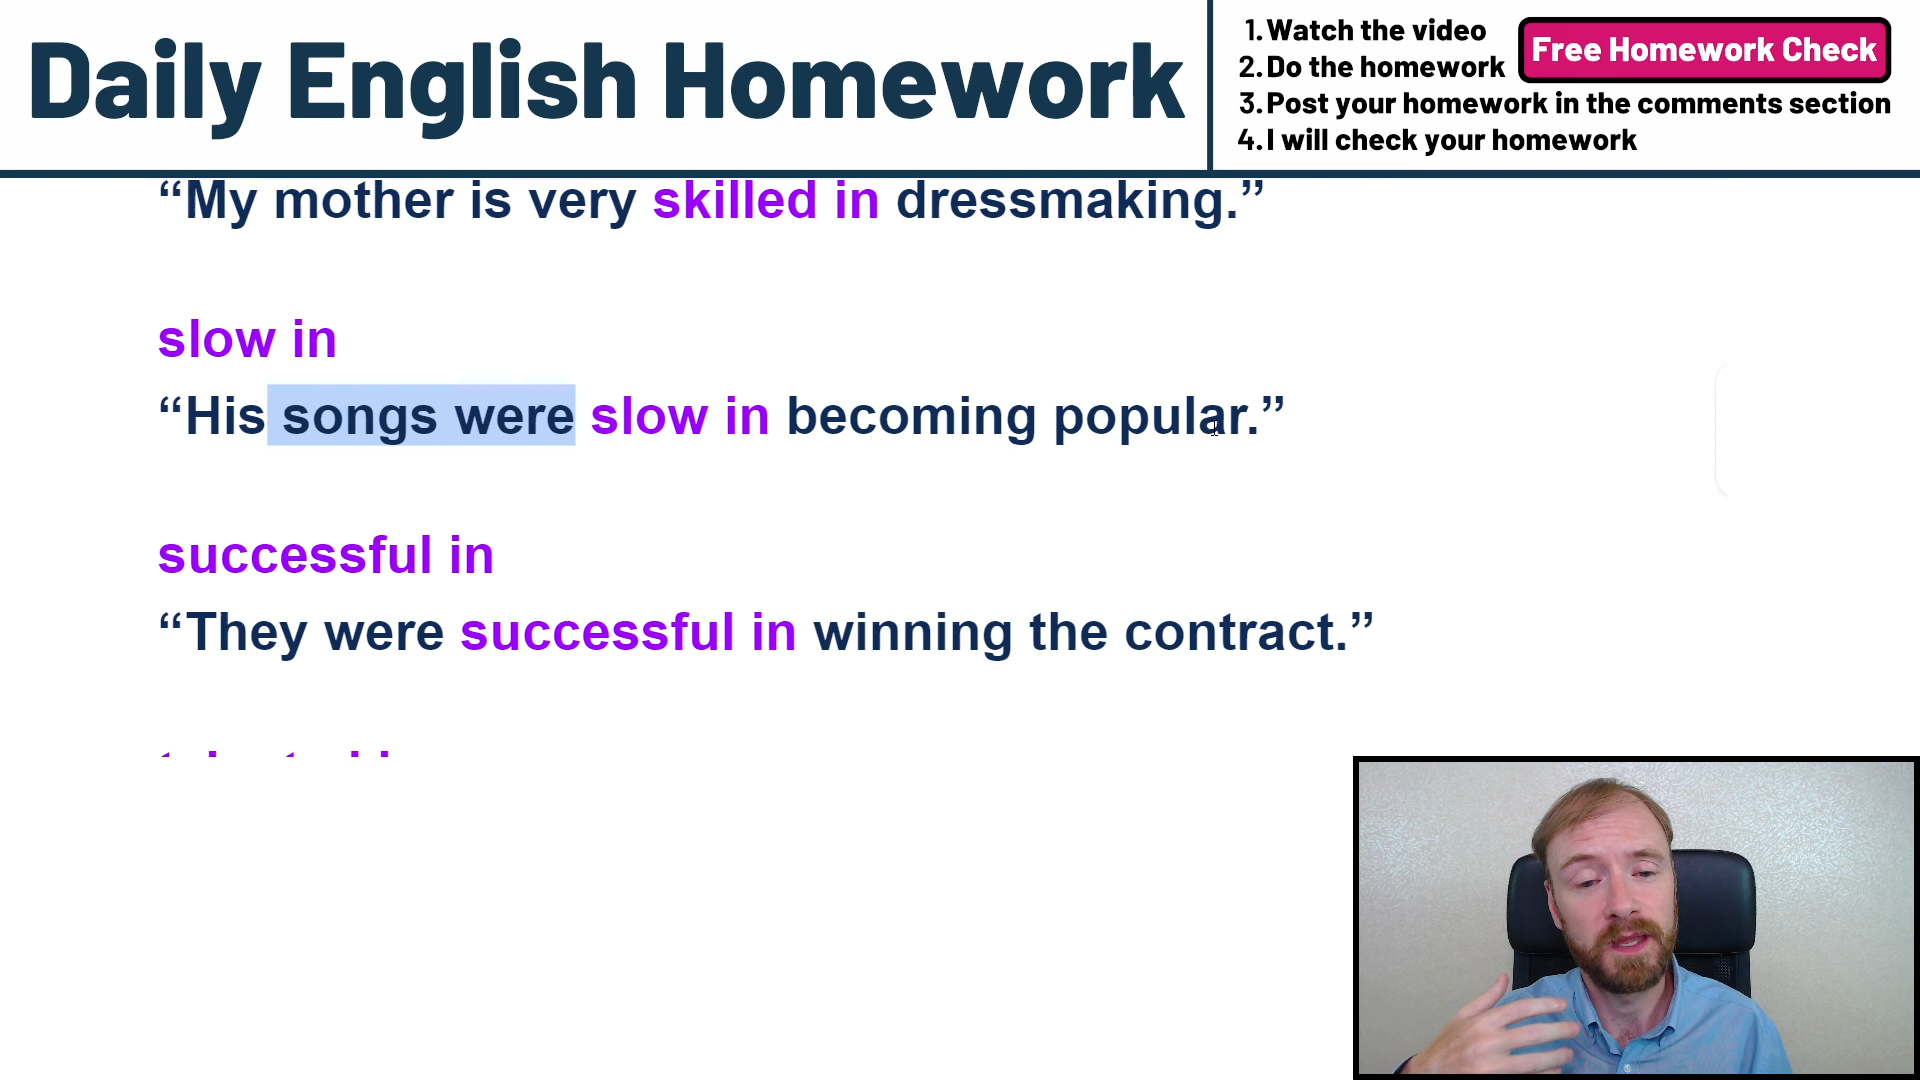 Daily English Homework
1. Watch the video
2. Do the homework
Free Homework Check
3. Post your homework in the comments section
4. I will check your homework
“My mother is very skilled in dressmaking.”
slow in
“His songs were slow in becoming popular.”
successful in
“They were successful in winning the contract.”